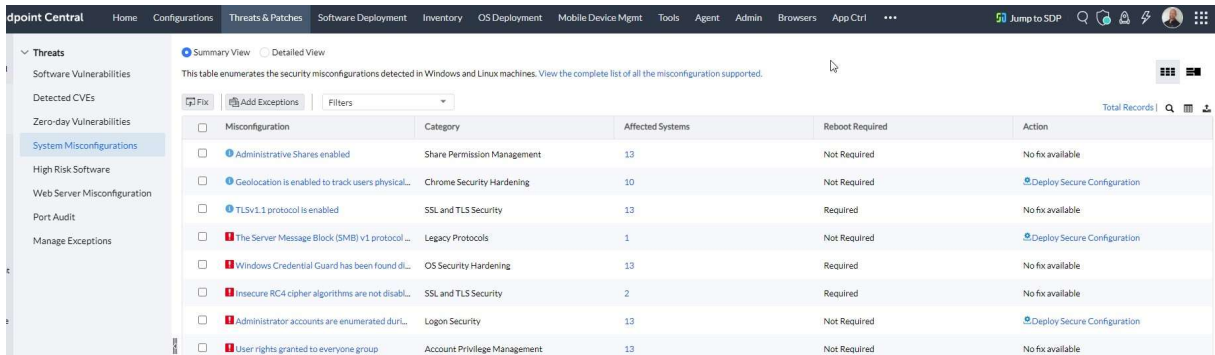 dpoint Central Home Configurations Threats & Patches Software Deployment Inventory OS Deployment Mobile Device Mgmt Tools Agent Admin Browsers App Ctrl ••• Jump to SDP
Threats
Software Vulnerabilities
Detected CVEs
Zero-day Vulnerabilities
System Misconfigurations
High Risk Software
Web Server Misconfiguration
Port Audit
Manage Exceptions
Summary View Detailed View
This table enumerates the security misconfigurations detected in Windows and Linux machines. View the complete list of all the misconfiguration supported.
Fix Add Exceptions Filters
Total Records |
Misconfiguration Category Affected Systems Reboot Required Action
Administrative Shares enabled Share Permission Management 13 Not Required No fix available
Geolocation is enabled to track users physical... Chrome Security Hardening 10 Not Required Deploy Secure Configuration
TLSv1.1 protocol is enabled SSL and TLS Security 13 Required No fix available
The Server Message Block (SMB) v1 protocol ... Legacy Protocols 1 Not Required Deploy Secure Configuration
Windows Credential Guard has been found di... OS Security Hardening 13 Required No fix available
Insecure RC4 cipher algorithms are not disabl... SSL and TLS Security 2 Required No fix available
Administrator accounts are enumerated duri... Logon Security 13 Not Required Deploy Secure Configuration
User rights granted to everyone group Account Privilege Management 13 Not Required No fix available